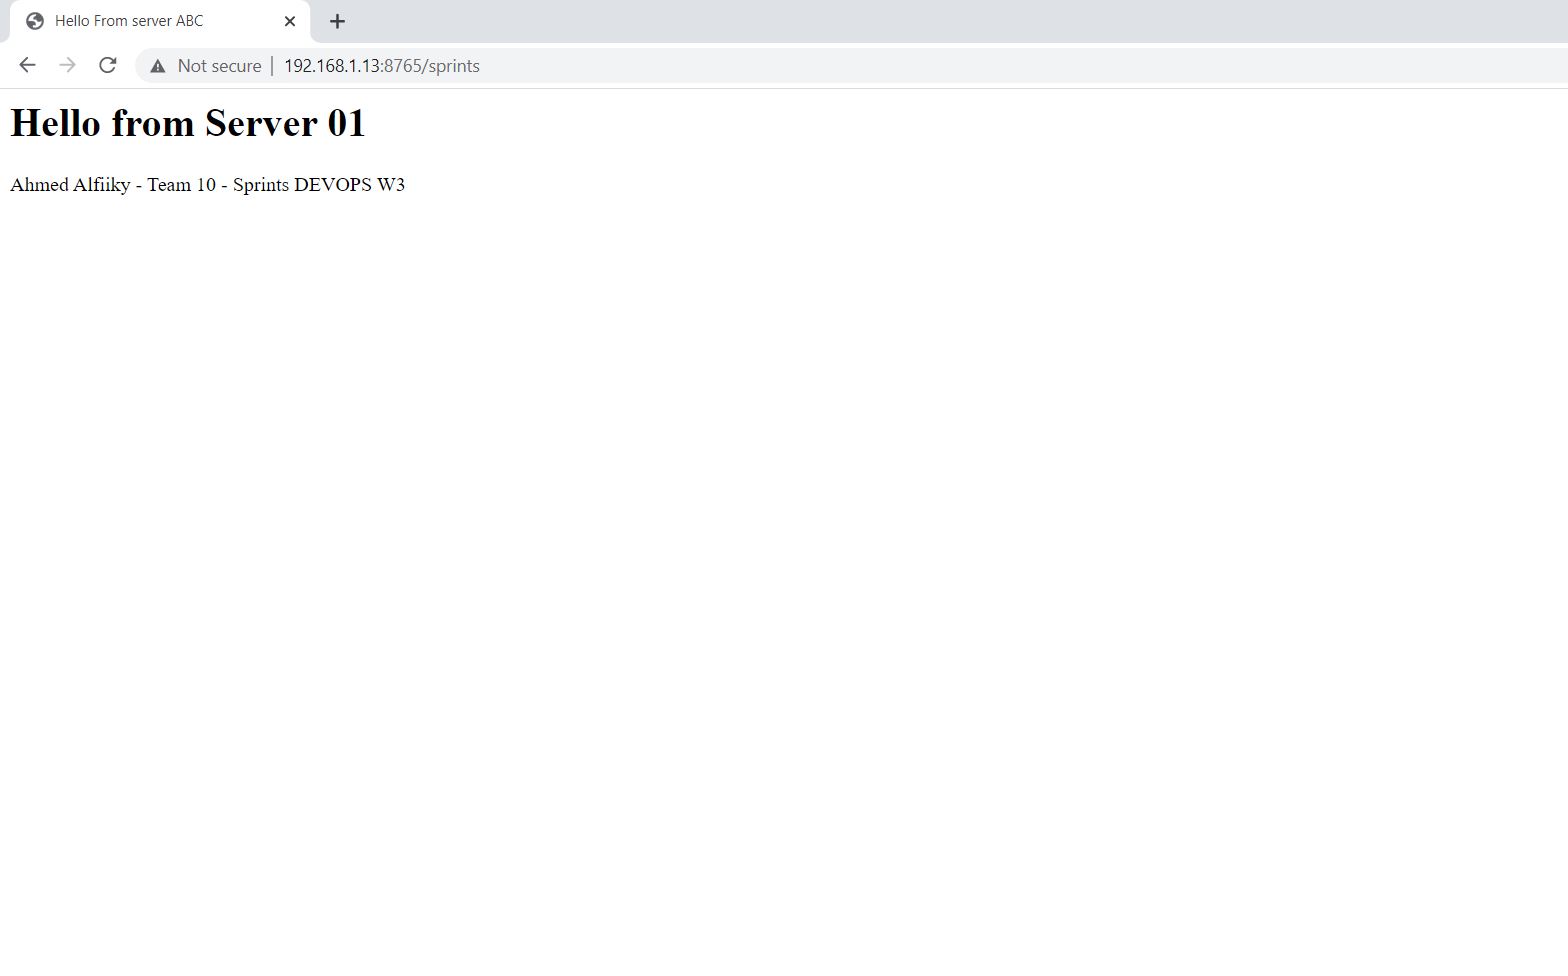 Hello From server ABC
Not secure | 192.168.1.13:8765/sprints
Hello from Server 01
Ahmed Alfiiky - Team 10 - Sprints DEVOPS W3